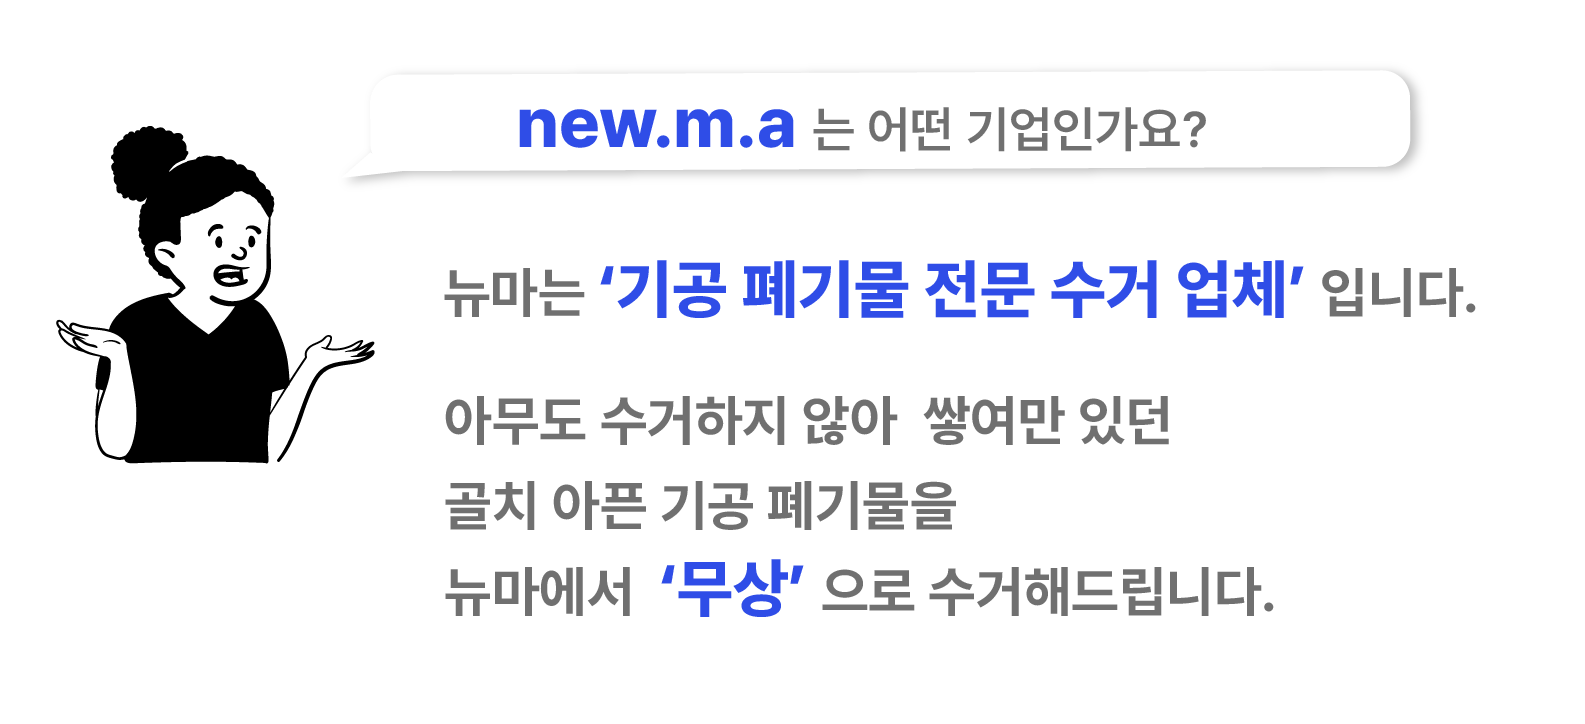 new.m.a 는 어떤 기업인가요?
뉴마는 ‘기공 폐기물 전문 수거 업체’ 입니다.
아무도 수거하지 않아 쌓여만 있던
골치 아픈 기공 폐기물을
뉴마에서 ‘무상’ 으로 수거해드립니다.